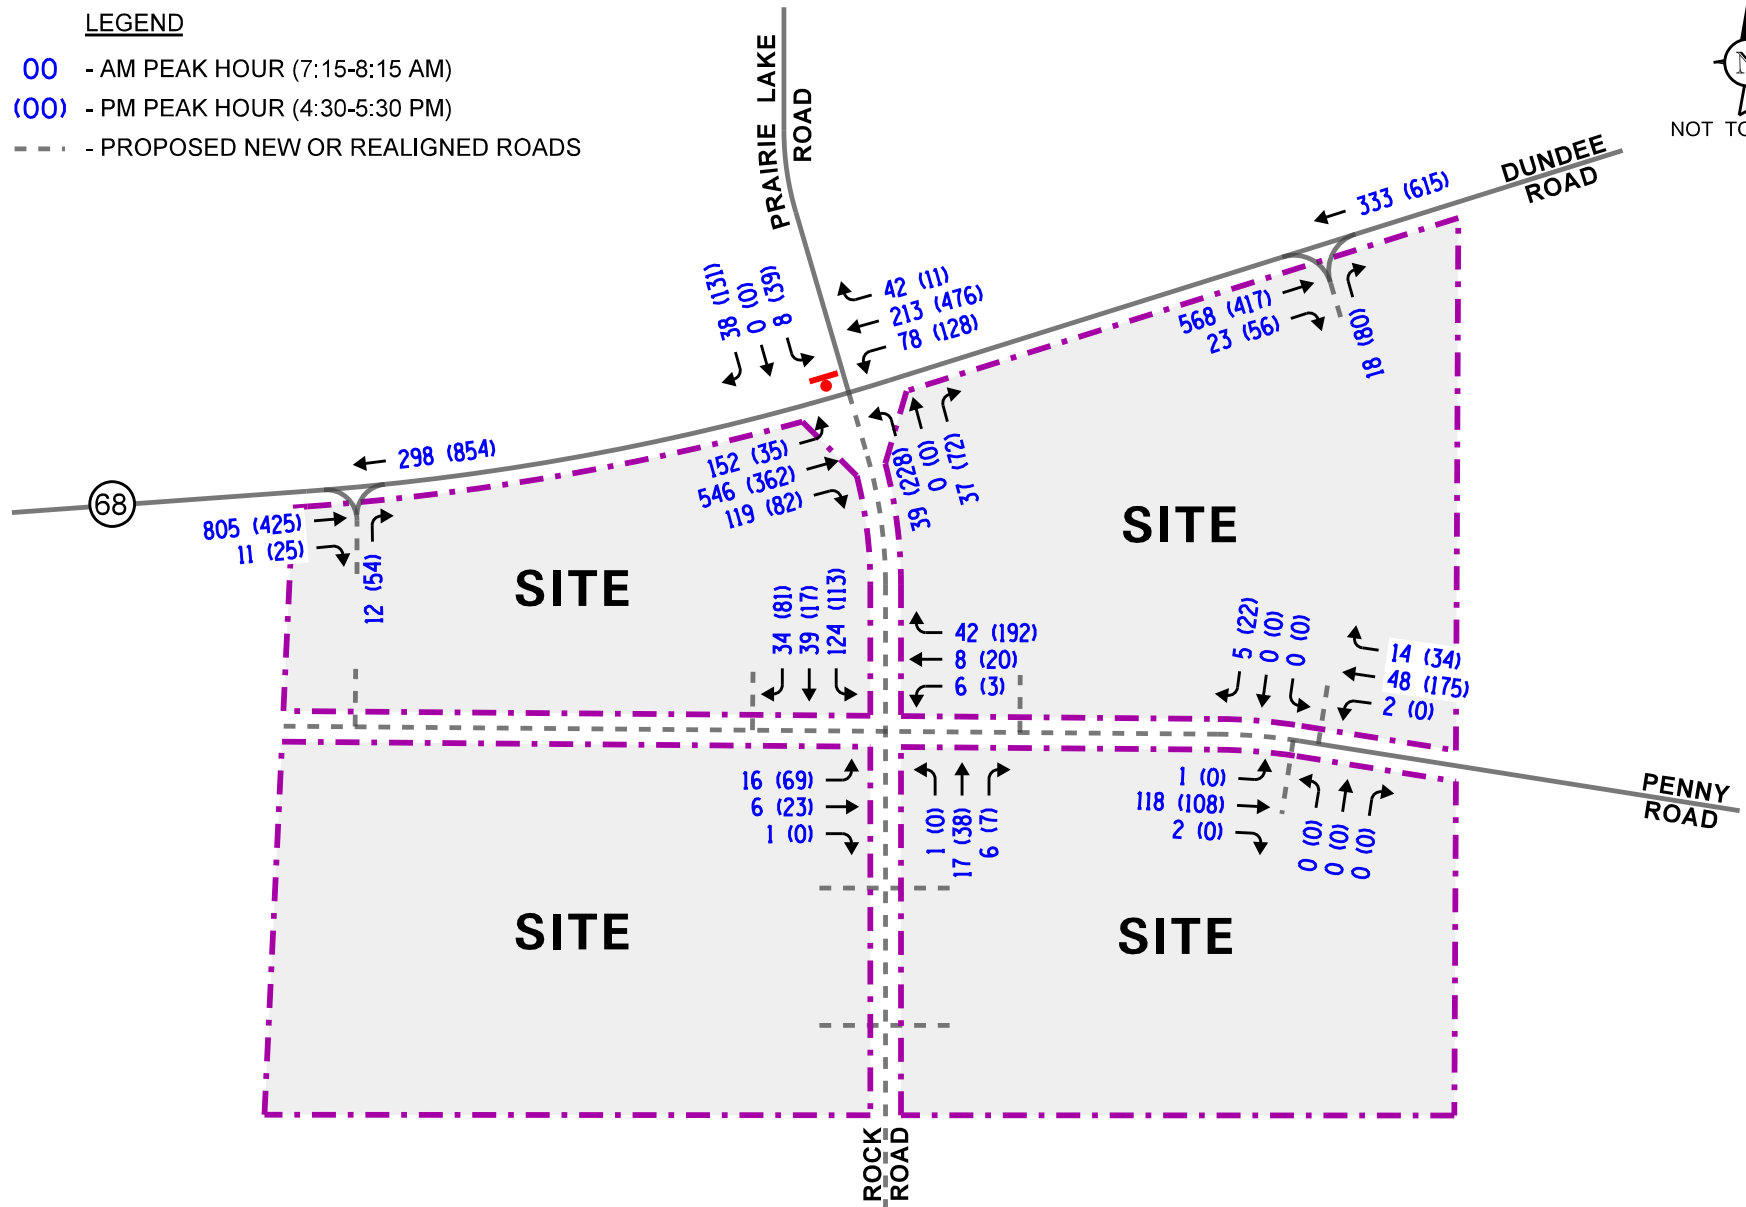 LEGEND
00 - AM PEAK HOUR (7:15-8:15 AM)
(00) - PM PEAK HOUR (4:30-5:30 PM)
- PROPOSED NEW OR REALIGNED ROADS
N
NOT TO
PRAIRIE LAKE
ROAD
DUNDEE
ROAD
333 (615)
38 (131)
0 (0)
8 (39)
42 (11)
213 (476)
78 (128)
568 (417)
23 (56)
18 (80)
298 (854)
68
805 (425)
11 (25)
12 (54)
152 (35)
546 (362)
119 (82)
39 (228)
0 (0)
37 (72)
SITE
SITE
34 (81)
39 (17)
124 (113)
42 (192)
8 (20)
6 (3)
5 (22)
0 (0)
0 (0)
14 (34)
48 (175)
2 (0)
16 (69)
6 (23)
1 (0)
1 (0)
17 (38)
6 (7)
1 (0)
118 (108)
2 (0)
0 (0)
0 (0)
0 (0)
PENNY
ROAD
SITE
SITE
ROCK
ROAD